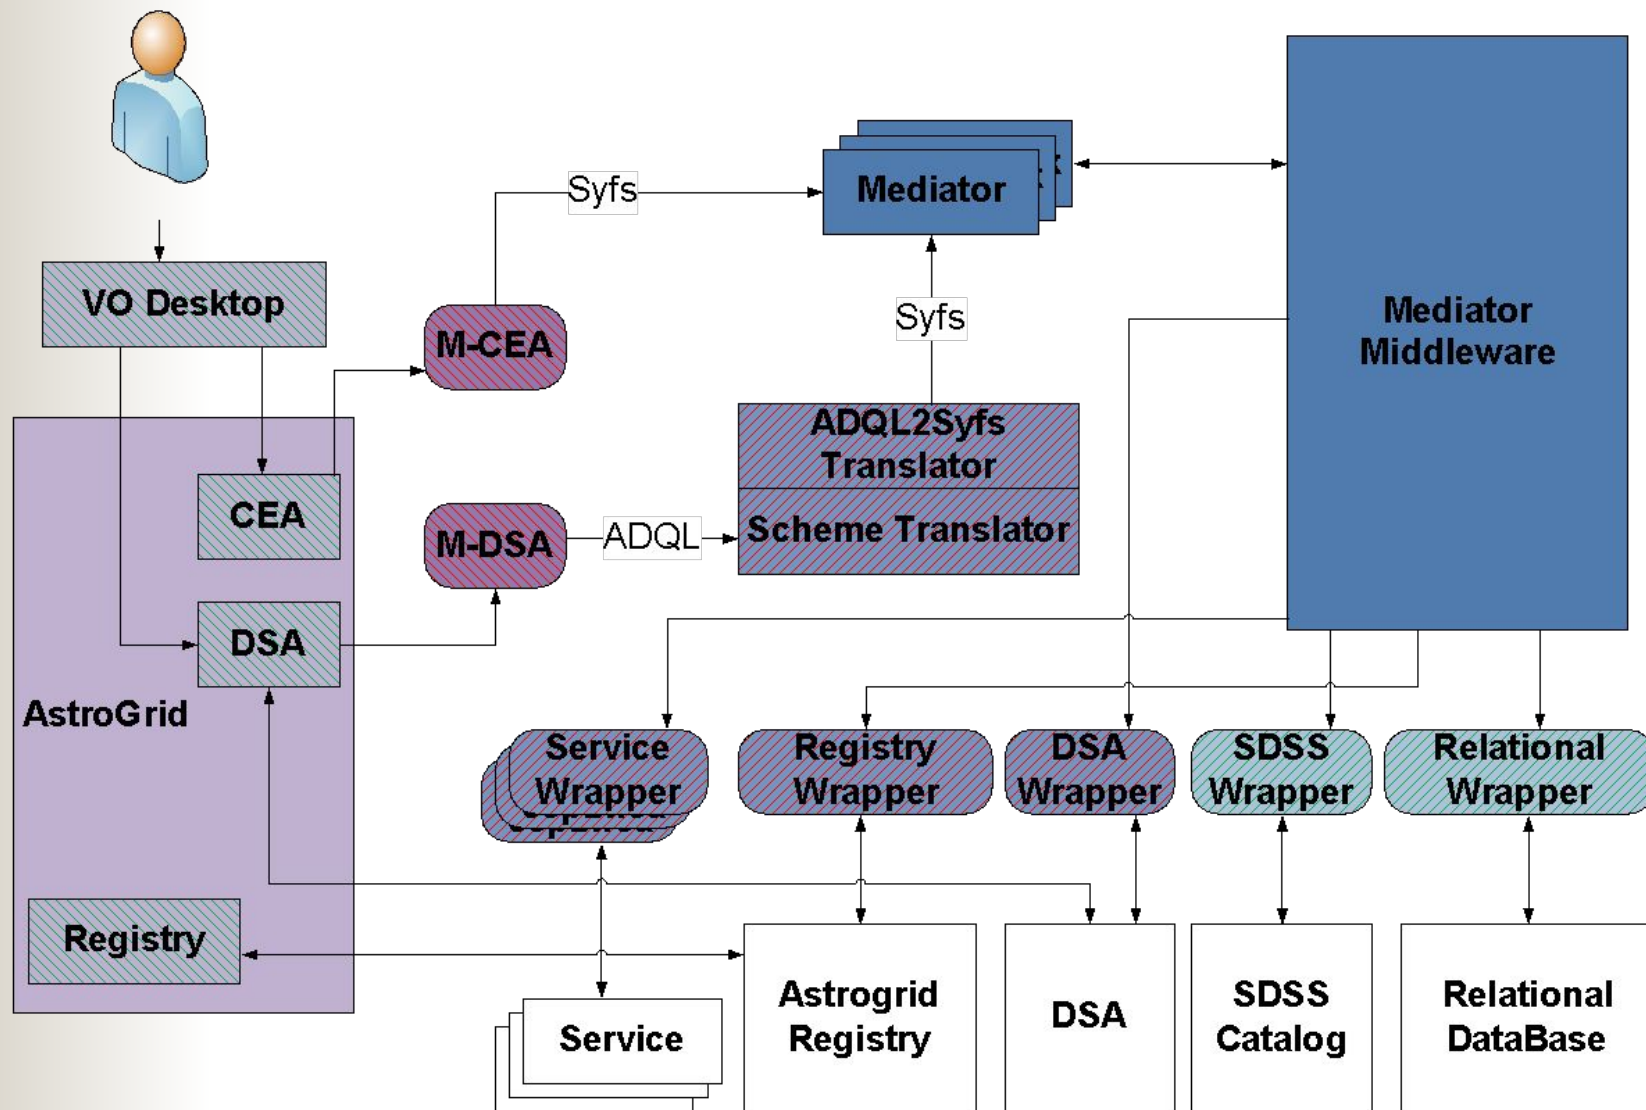 Mediator
Syfs
VO Desktop
Syfs
M-CEA
Mediator
Middleware
ADQL2Syfs
Translator
CEA
Scheme Translator
M-DSA
ADQL
DSA
AstroGrid
Service
Wrapper
Registry
Wrapper
DSA
Wrapper
SDSS
Wrapper
Relational
Wrapper
Registry
Astrogrid
Registry
DSA
SDSS
Catalog
Relational
DataBase
Service